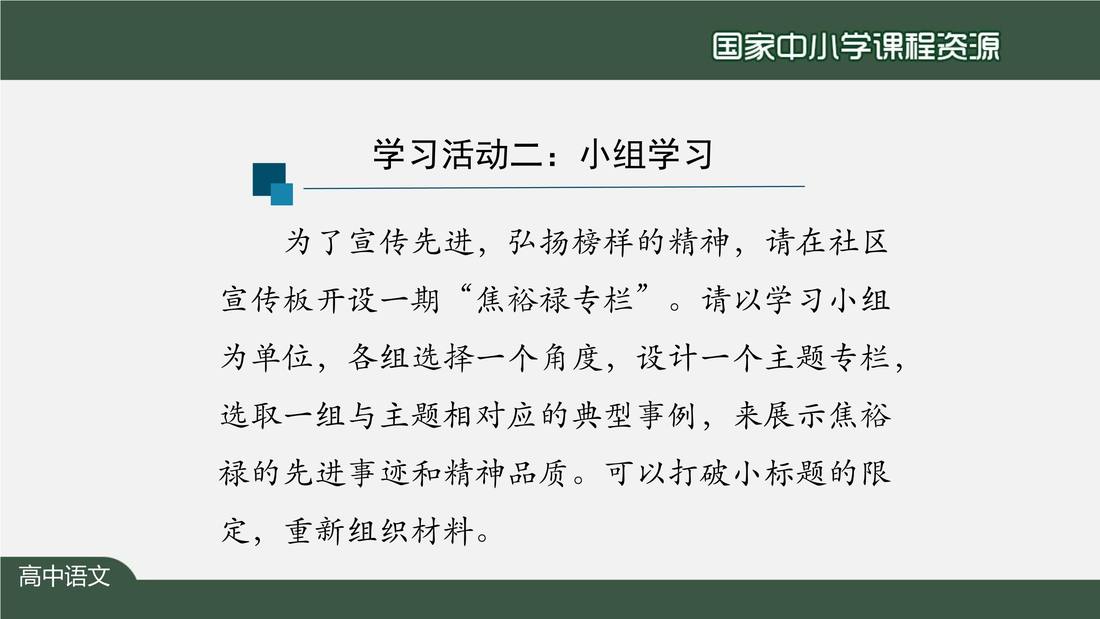 国家中小学课程资源
学习活动二：小组学习
为了宣传先进，弘扬榜样的精神，请在社区
宣传板开设一期“焦裕禄专栏”。请以学习小组
为单位，各组选择一个角度，设计一个主题专栏，
选取一组与主题相对应的典型事例，来展示焦裕
禄的先进事迹和精神品质。可以打破小标题的限
定，重新组织材料。
高中语文